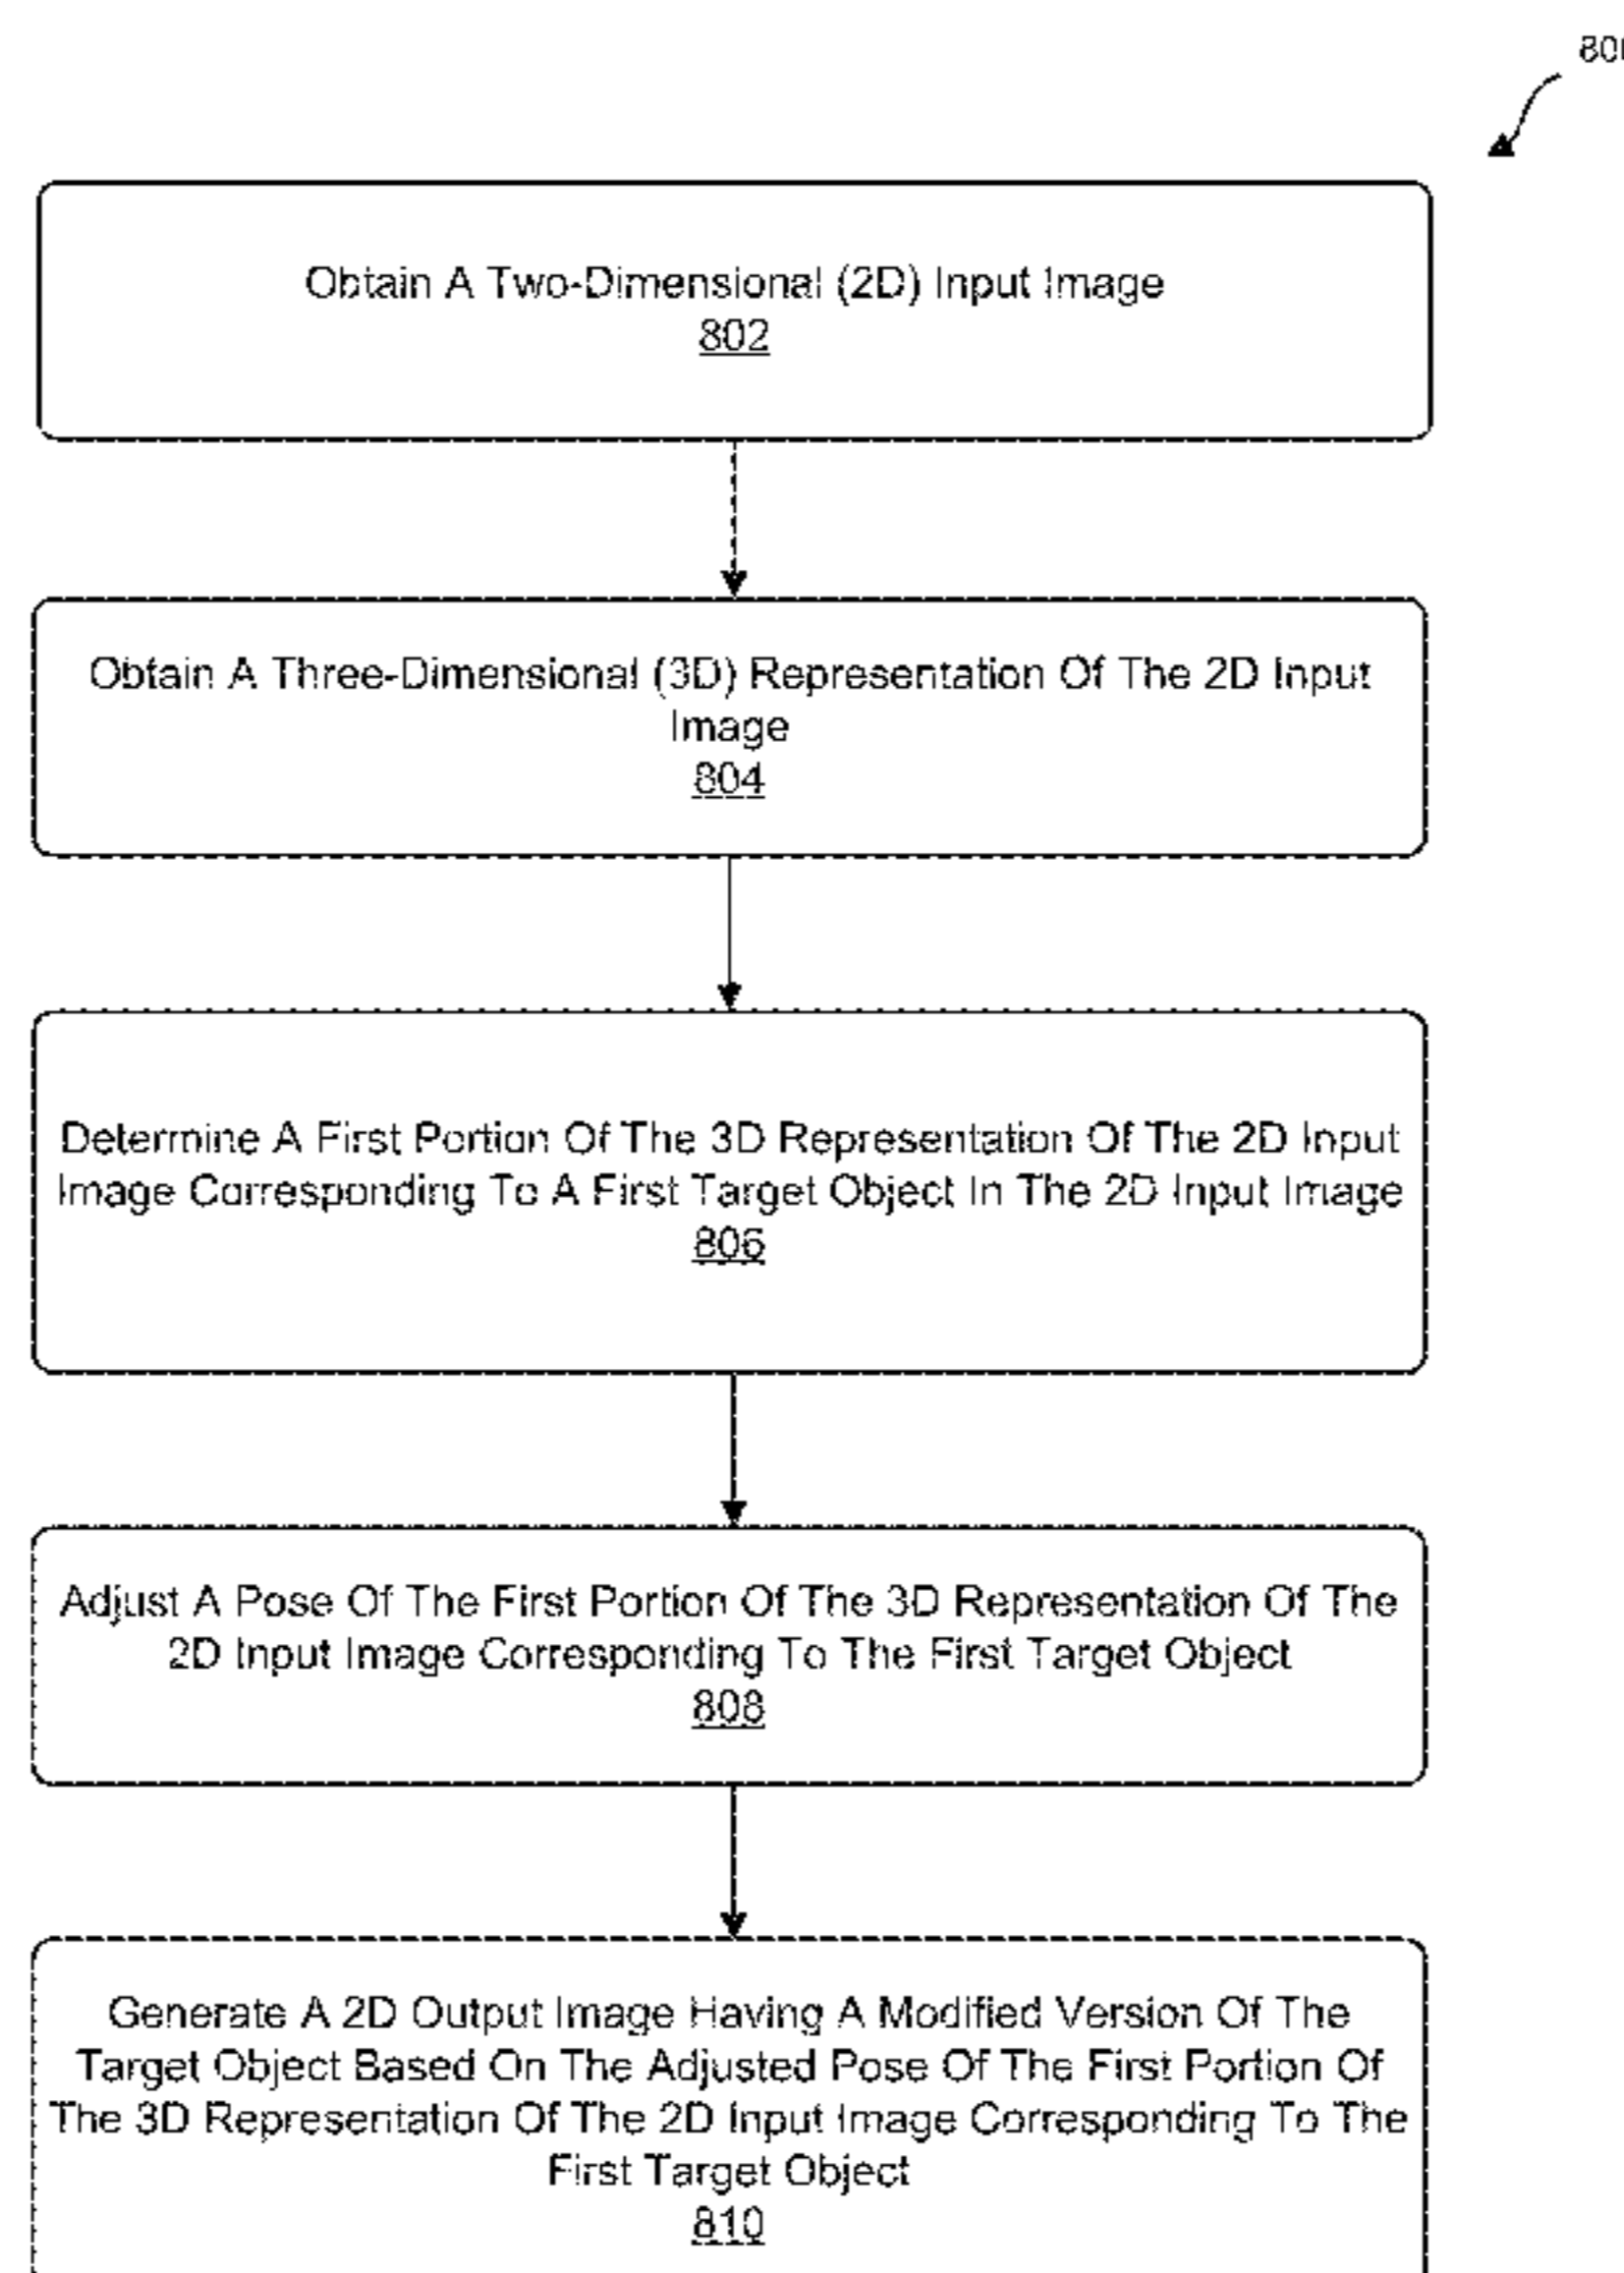 Obtain A Two-Dimensional (2D) Input Image
802
Obtain A Three-Dimensional (3D) Representation Of The 2D Input
Image
804
Determine A First Portion Of The 3D Representation Of The 2D Input
Image Corresponding To A First Target Object In The 2D Input Image
806
Adjust A Pose Of The First Portion Of The 3D Representation Of The
2D Input Image Corresponding To The First Target Object
808
Generate A 2D Output Image Having A Modified Version Of The
Target Object Based On The Adjusted Pose Of The First Portion Of
The 3D Representation Of The 2D Input Image Corresponding To The
First Target Object
810